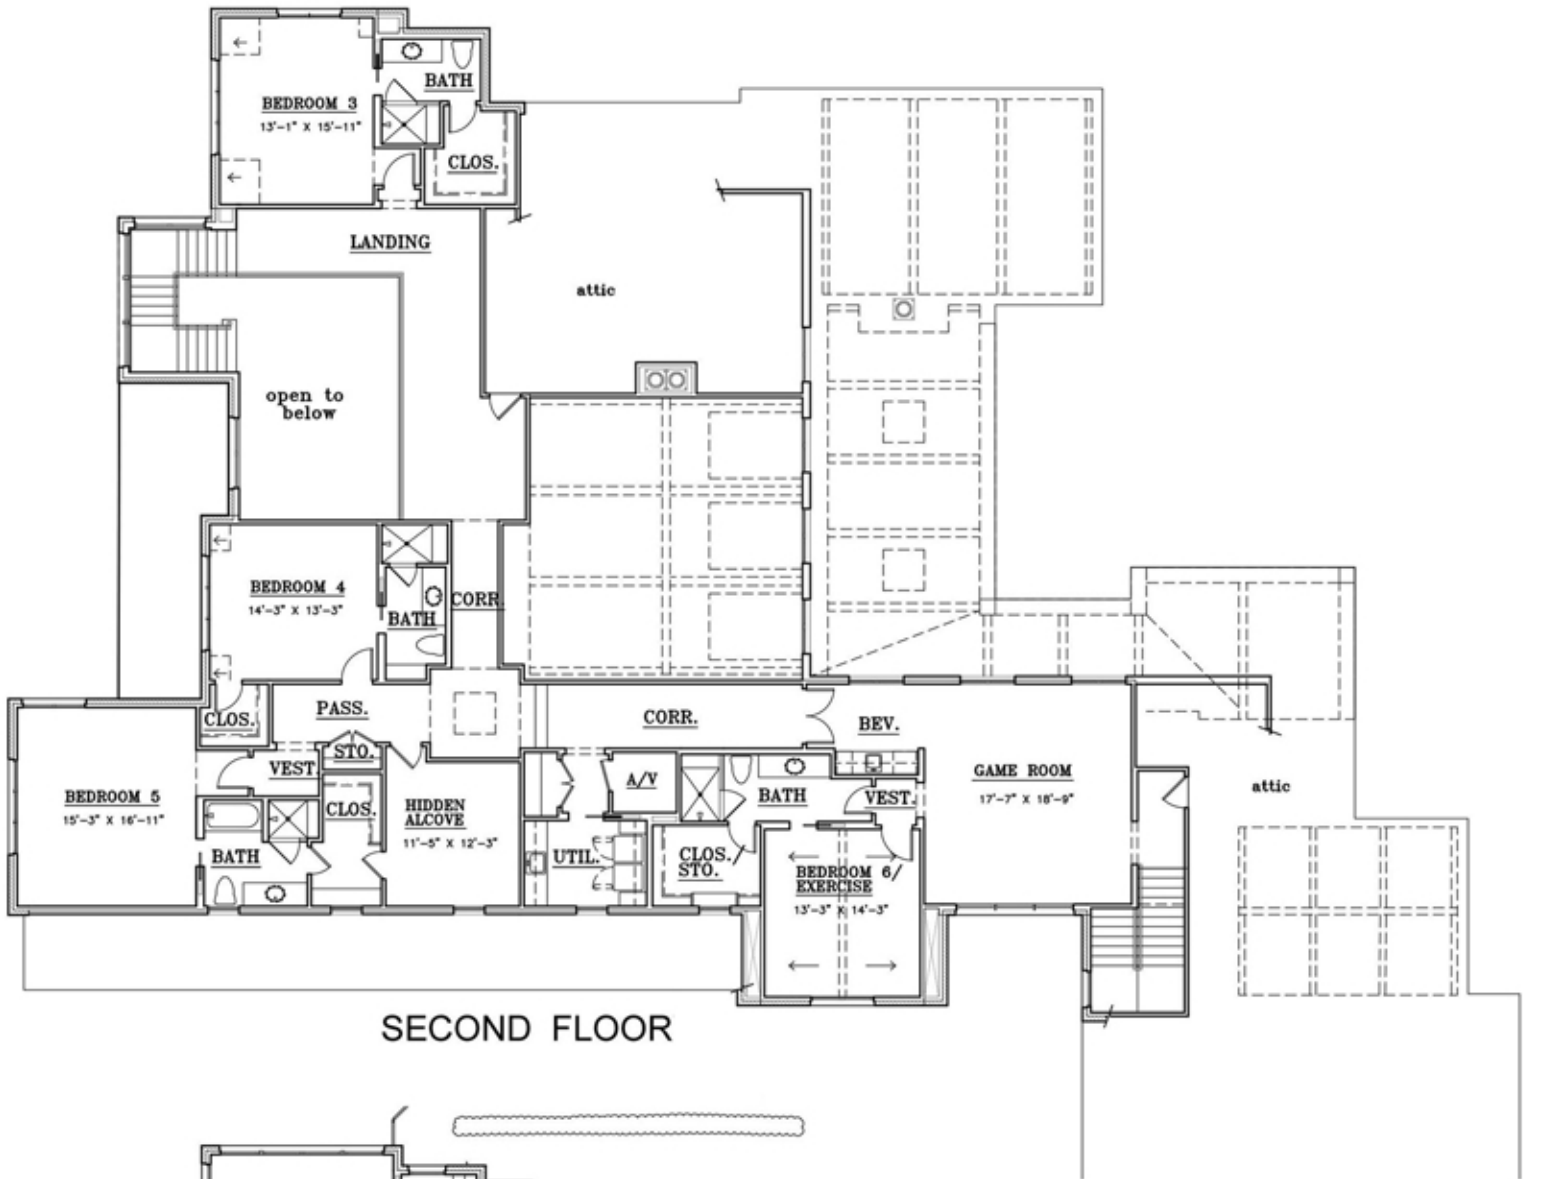 BATH
BEDROOM 3
13'-1" X 15'-11"
CLOS.
LANDING
attic
open to
below
BEDROOM 4
14'-3" X 13'-3"
BATH
CORR.
CLOS.
PASS.
CORR.
BEV.
STO.
VEST.
BEDROOM 5
15'-3" X 16'-11"
CLOS.
HIDDEN
ALCOVE
11'-5" X 12'-3"
A/V
BATH
VEST.
GAME ROOM
17'-7" X 18'-9"
attic
BATH
UTIL.
CLOS.
STO.
BEDROOM 6/
EXERCISE
13'-3" X 14'-3"
SECOND FLOOR